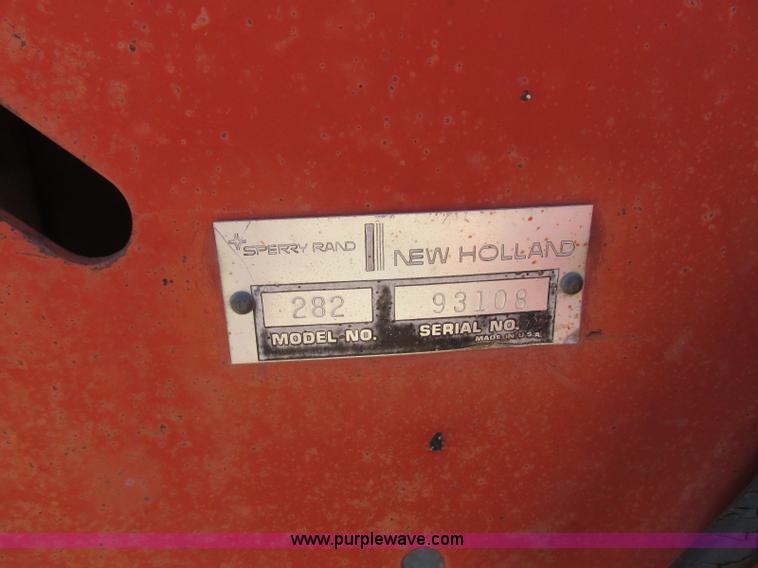 SPERRY RAND NEW HOLLAND
282 93108
MODEL NO. SERIAL NO.
MADE IN U.S.A.
www.purplewave.com